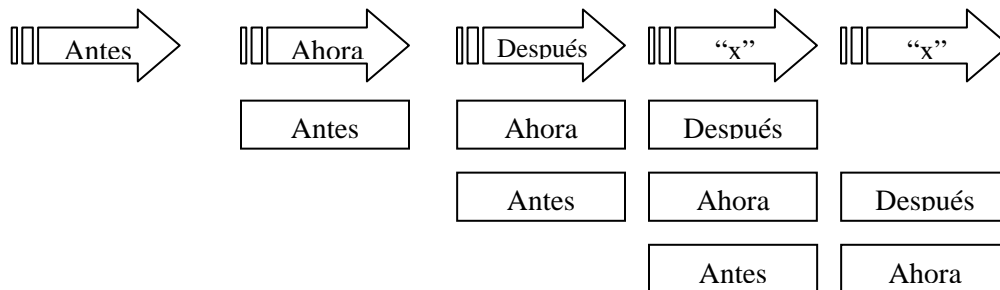 Antes Ahora Después “x” “x”
Antes Ahora Después
Antes Ahora Después
Antes Ahora